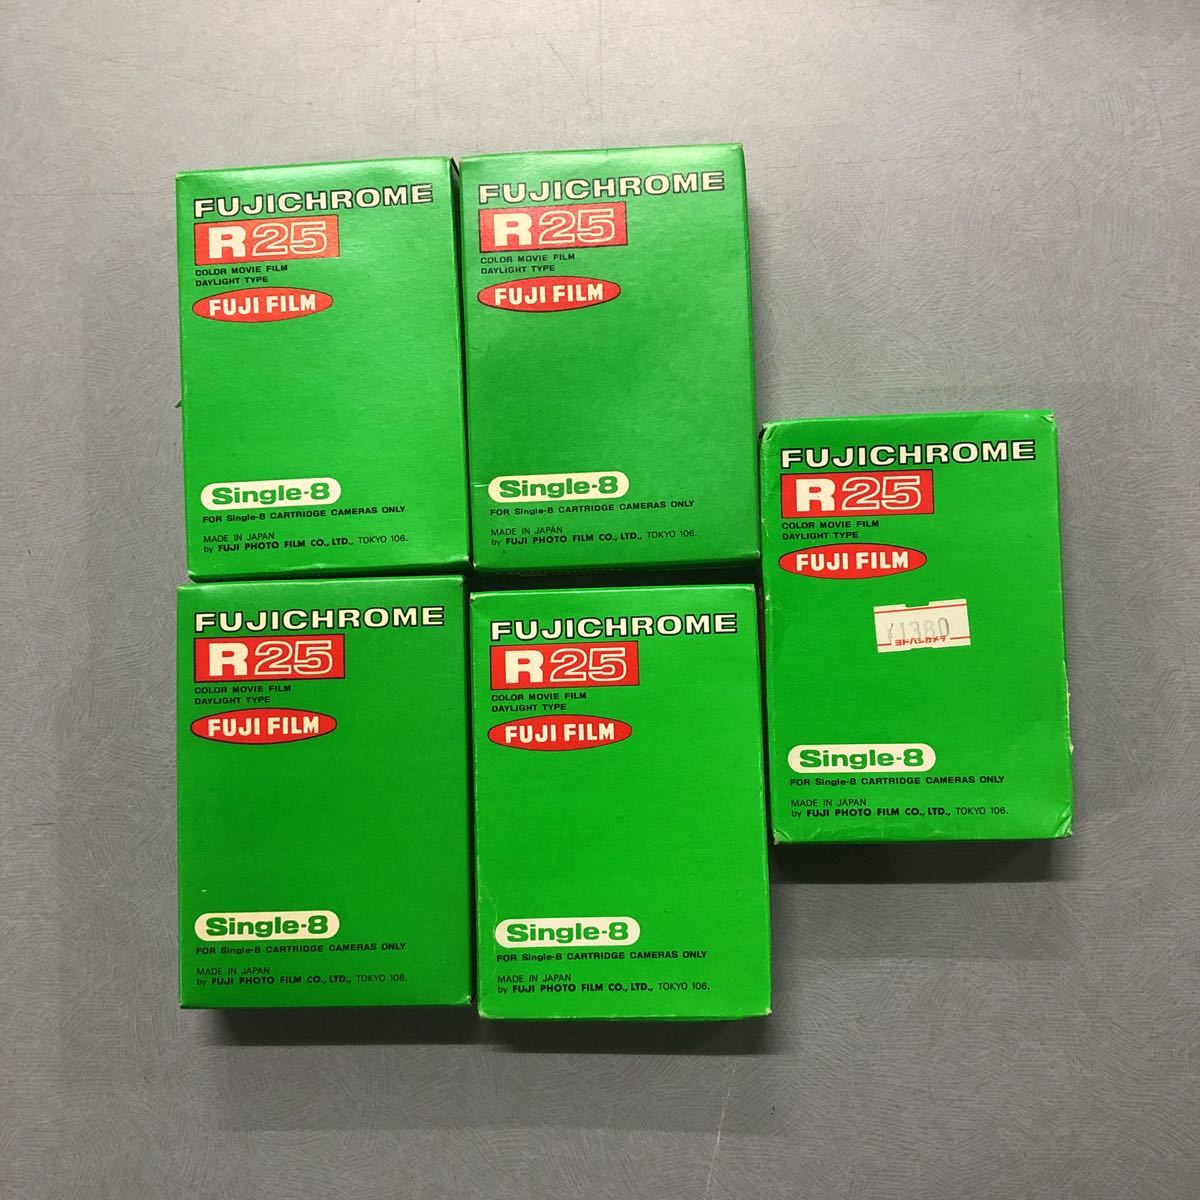 FUJICHROME
R25
COLOR MOVIE FILM
DAYLIGHT TYPE
FUJI FILM
Single-8
FOR Single-8 CARTRIDGE CAMERAS ONLY
MADE IN JAPAN
by FUJI PHOTO FILM CO., LTD., TOKYO 106.
FUJICHROME
R25
COLOR MOVIE FILM
DAYLIGHT TYPE
FUJI FILM
Single-8
FOR Single-8 CARTRIDGE CAMERAS ONLY
MADE IN JAPAN
by FUJI PHOTO FILM CO., LTD., TOKYO 106.
FUJICHROME
R25
COLOR MOVIE FILM
DAYLIGHT TYPE
FUJI FILM
¥1380
ヨドバシカメラ
Single-8
FOR Single-8 CARTRIDGE CAMERAS ONLY
MADE IN JAPAN
by FUJI PHOTO FILM CO., LTD., TOKYO 106.
FUJICHROME
R25
COLOR MOVIE FILM
DAYLIGHT TYPE
FUJI FILM
Single-8
FOR Single-8 CARTRIDGE CAMERAS ONLY
MADE IN JAPAN
by FUJI PHOTO FILM CO., LTD., TOKYO 106.
FUJICHROME
R25
COLOR MOVIE FILM
DAYLIGHT TYPE
FUJI FILM
Single-8
FOR Single-8 CARTRIDGE CAMERAS ONLY
MADE IN JAPAN
by FUJI PHOTO FILM CO., LTD., TOKYO 106.